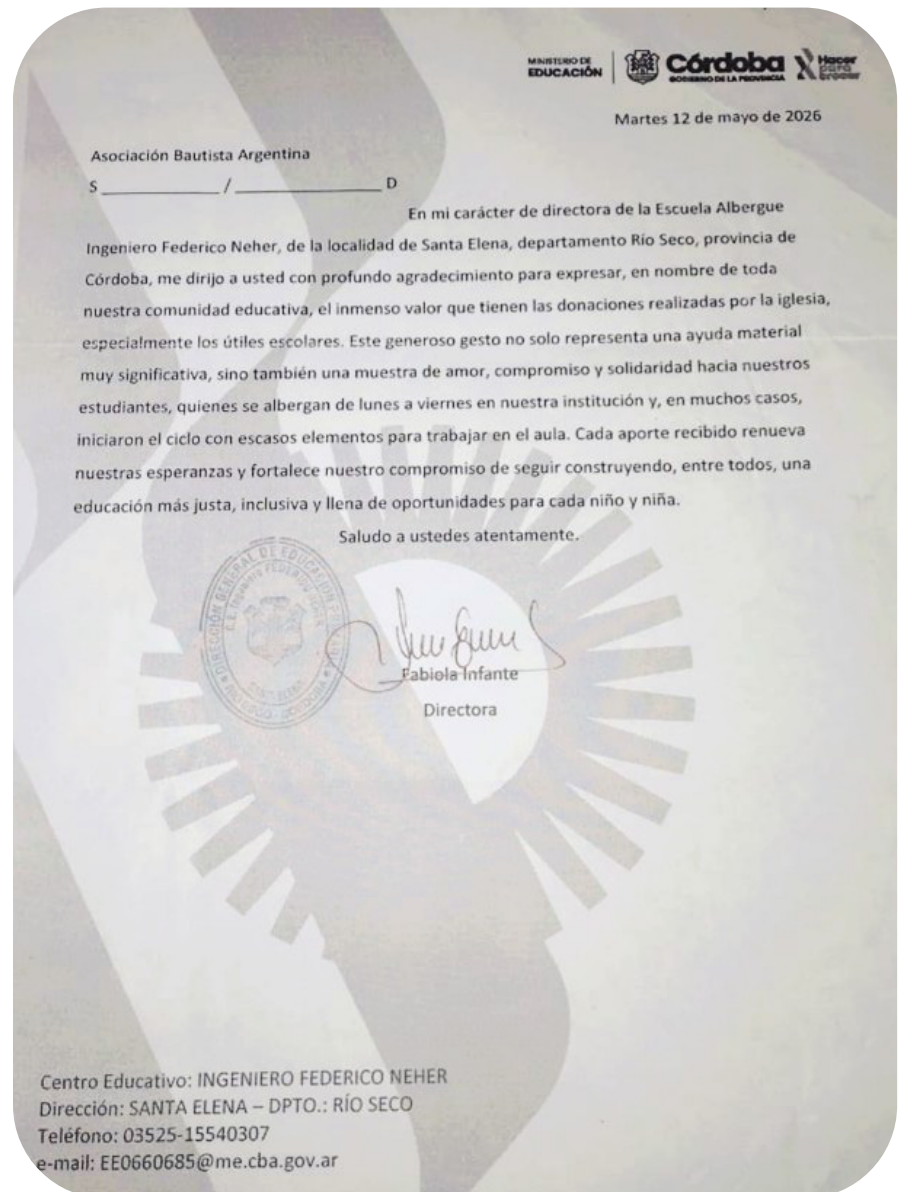 MINISTERIO DE
EDUCACIÓN
Córdoba
GOBIERNO DE LA PROVINCIA
Hacer
para
crecer
Martes 12 de mayo de 2026
Asociación Bautista Argentina
S ____________ / ________________ D
En mi carácter de directora de la Escuela Albergue
Ingeniero Federico Neher, de la localidad de Santa Elena, departamento Río Seco, provincia de
Córdoba, me dirijo a usted con profundo agradecimiento para expresar, en nombre de toda
nuestra comunidad educativa, el inmenso valor que tienen las donaciones realizadas por la iglesia,
especialmente los útiles escolares. Este generoso gesto no solo representa una ayuda material
muy significativa, sino también una muestra de amor, compromiso y solidaridad hacia nuestros
estudiantes, quienes se albergan de lunes a viernes en nuestra institución y, en muchos casos,
iniciaron el ciclo con escasos elementos para trabajar en el aula. Cada aporte recibido renueva
nuestras esperanzas y fortalece nuestro compromiso de seguir construyendo, entre todos, una
educación más justa, inclusiva y llena de oportunidades para cada niño y niña.
Saludo a ustedes atentamente.
DIRECCIÓN GENERAL DE EDUCACIÓN
C.E. Ingeniero FEDERICO
SANTA ELENA
CÓRDOBA
Fabiola Infante
Directora
Centro Educativo: INGENIERO FEDERICO NEHER
Dirección: SANTA ELENA – DPTO.: RÍO SECO
Teléfono: 03525-15540307
e-mail: EE0660685@me.cba.gov.ar